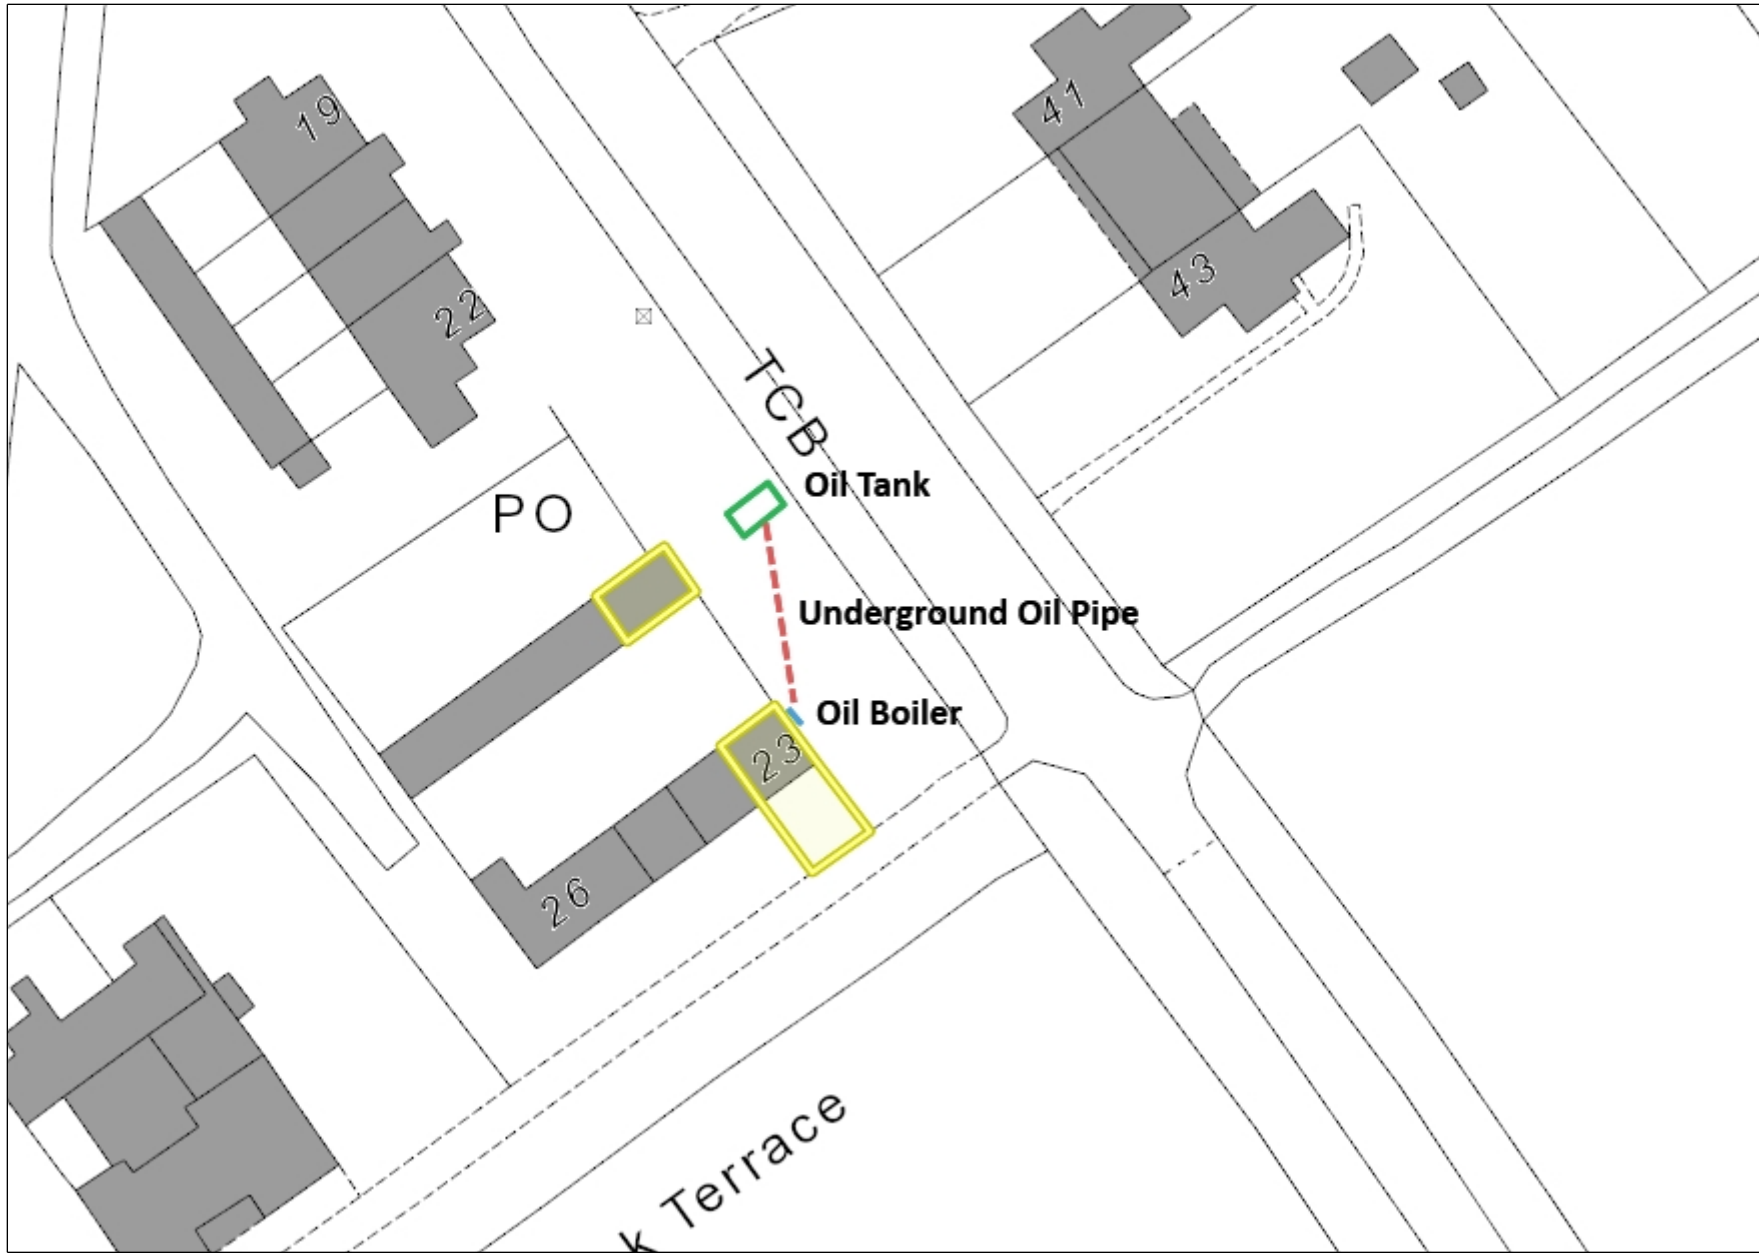 19
41
43
22
TCB
Oil Tank
PO
Underground Oil Pipe
Oil Boiler
23
26
k Terrace